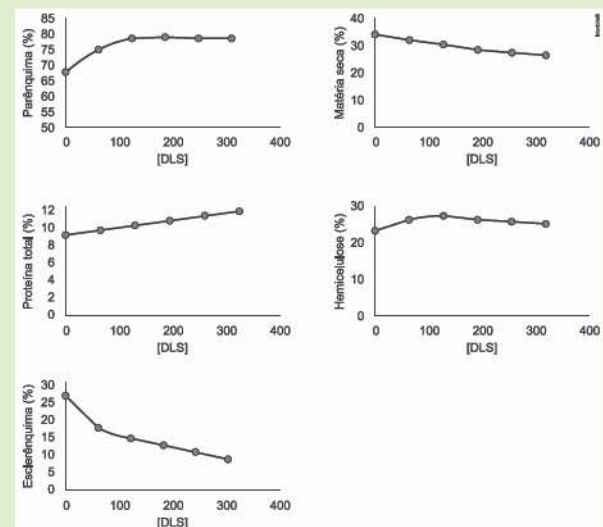 Parênquima (%)
85
80
75
70
65
60
55
50
0 100 200 300 400
[DLS]
Matéria seca (%)
40
30
20
10
0
0 100 200 300 400
[DLS]
Proteína total (%)
12
10
8
6
4
2
0
0 100 200 300 400
[DLS]
Hemicelulose (%)
30
20
10
0
0 100 200 300 400
[DLS]
Esclerênquima (%)
30
25
20
15
10
5
0
0 100 200 300 400
[DLS]